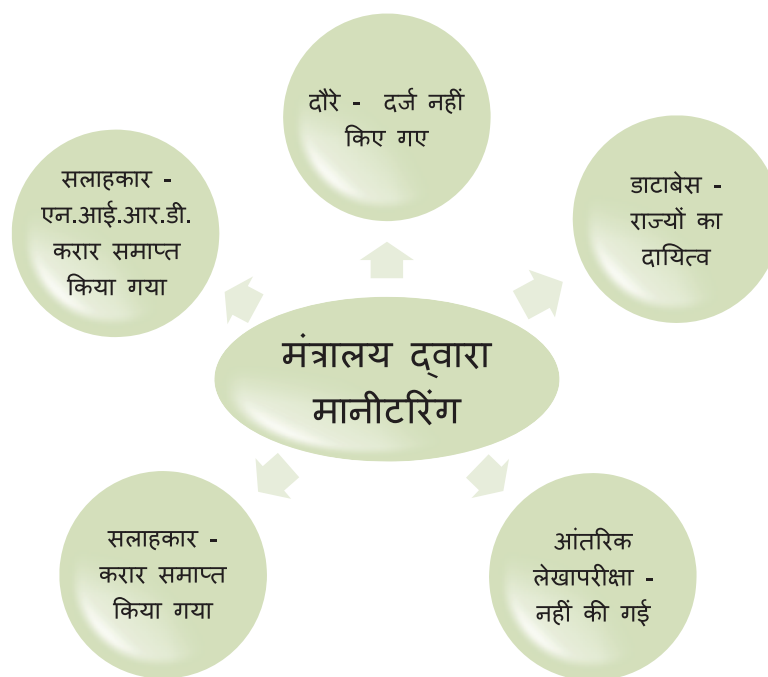 दौरे - दर्ज नहीं
किए गए
सलाहकार -
एन.आई.आर.डी.
करार समाप्त
किया गया
डाटाबेस -
राज्यों का
दायित्व
मंत्रालय द्वारा
मानीटरिंग
सलाहकार -
करार समाप्त
किया गया
आंतरिक
लेखापरीक्षा -
नहीं की गई